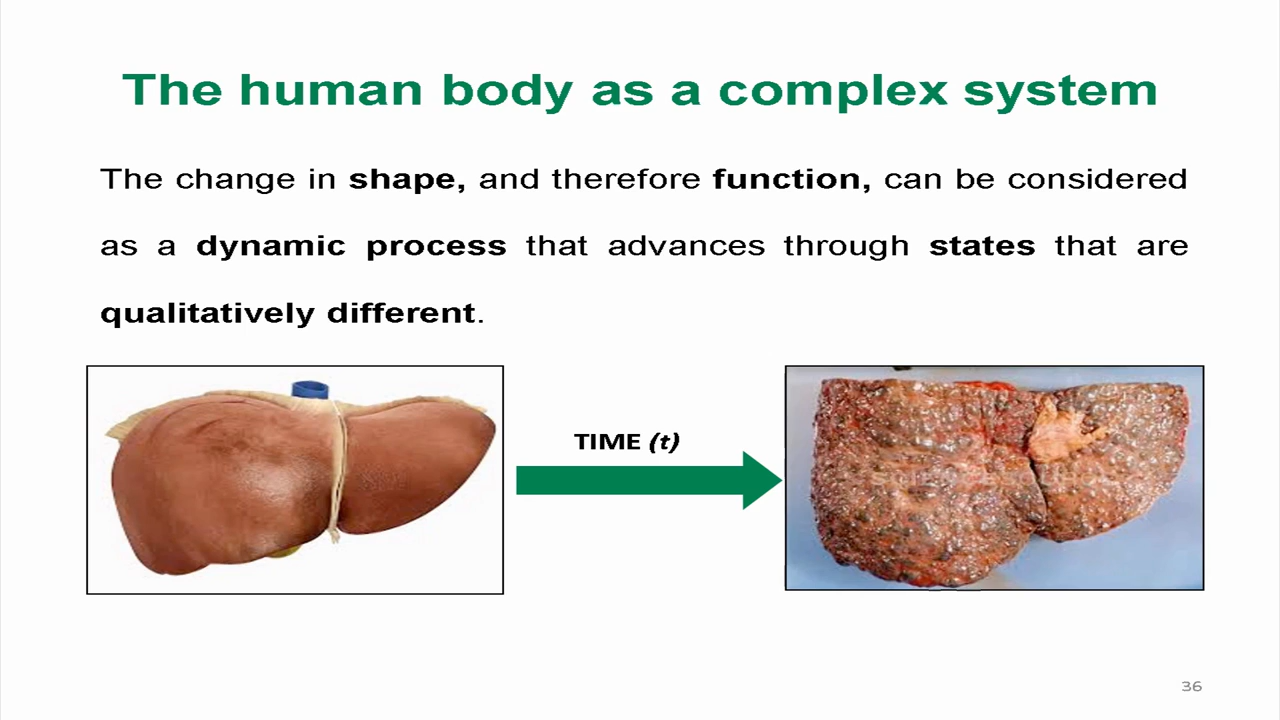 The human body as a complex system
The change in shape, and therefore function, can be considered
as a dynamic process that advances through states that are
qualitatively different.
TIME (t)
36